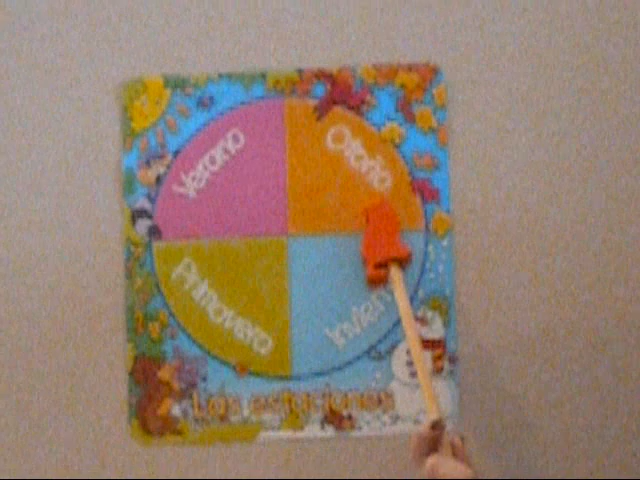 Verano
Otoño
Primavera
Invierno
Las estaciones